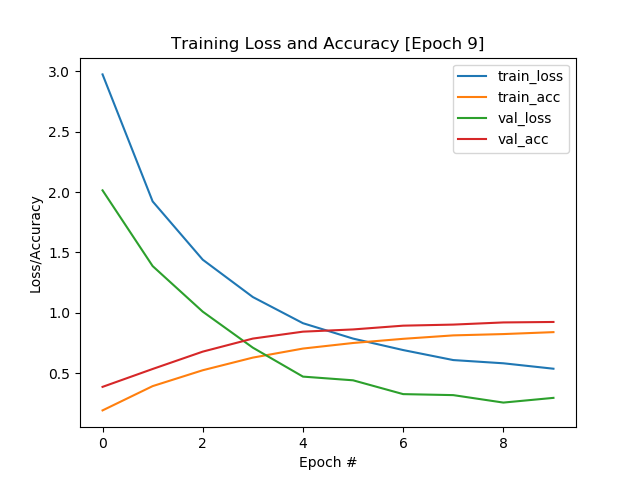 Training Loss and Accuracy [Epoch 9]
3.0
2.5
2.0
1.5
1.0
0.5
Loss/Accuracy
train_loss
train_acc
val_loss
val_acc
0 2 4 6 8
Epoch #